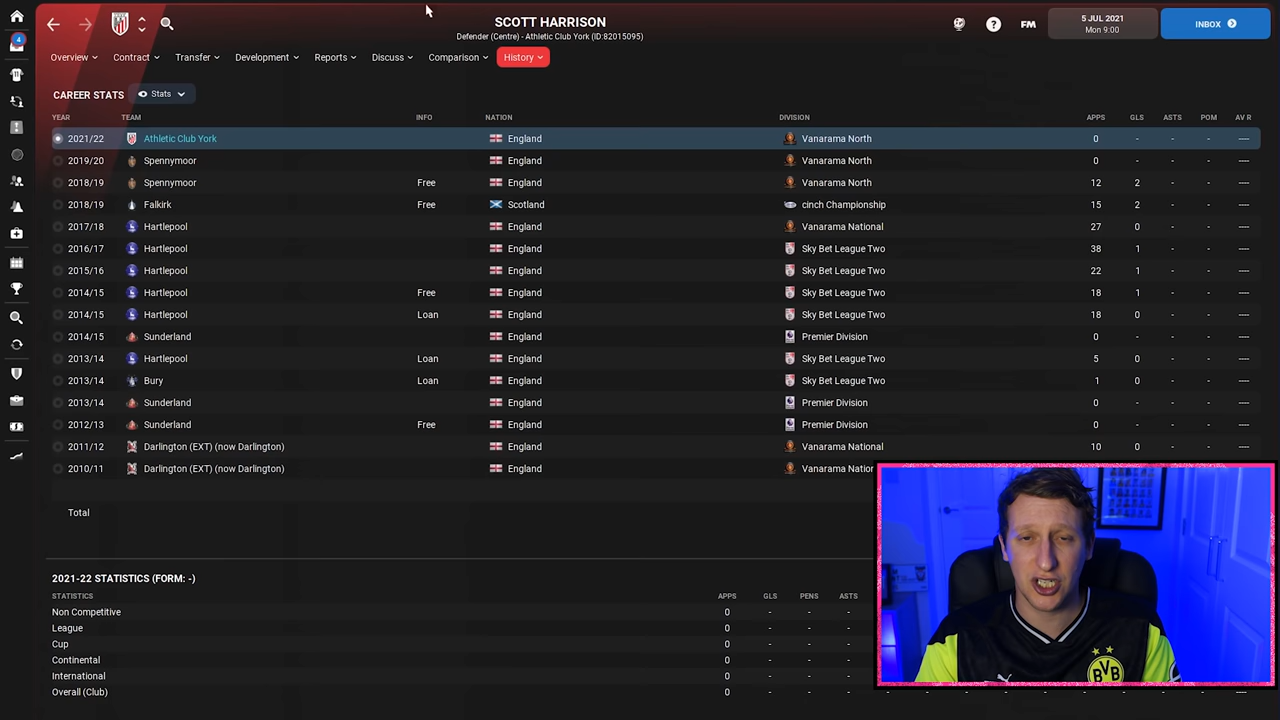 SCOTT HARRISON
Defender (Centre) - Athletic Club York (ID:82015095)
4
FM
5 JUL 2021
Mon 9:00
INBOX
Overview Contract Transfer Development Reports Discuss Comparison History
CAREER STATS Stats
YEAR TEAM INFO NATION DIVISION APPS GLS ASTS POM AV R
2021/22 Athletic Club York England Vanarama North 0 - - - ----
2019/20 Spennymoor England Vanarama North 0 - - - ----
2018/19 Spennymoor Free England Vanarama North 12 2 - - ----
2018/19 Falkirk Free Scotland cinch Championship 15 2 - - ----
2017/18 Hartlepool England Vanarama National 27 0 - - ----
2016/17 Hartlepool England Sky Bet League Two 38 1 - - ----
2015/16 Hartlepool England Sky Bet League Two 22 1 - - ----
2014/15 Hartlepool Free England Sky Bet League Two 18 1 - - ----
2014/15 Hartlepool Loan England Sky Bet League Two 18 0 - - ----
2014/15 Sunderland England Premier Division 0 - - - ----
2013/14 Hartlepool Loan England Sky Bet League Two 5 0 - - ----
2013/14 Bury Loan England Sky Bet League Two 1 0 - - ----
2013/14 Sunderland England Premier Division 0 - - - ----
2012/13 Sunderland Free England Premier Division 0 - - - ----
2011/12 Darlington (EXT) (now Darlington) England Vanarama National 10 0 - - ----
2010/11 Darlington (EXT) (now Darlington) England Vanarama Nation
Total
2021-22 STATISTICS (FORM: -)
STATISTICS APPS GLS PENS ASTS
Non Competitive 0 - - -
League 0 - - -
Cup 0 - - -
Continental 0 - - -
International 0 - - -
Overall (Club) 0 - - -
BVB
09